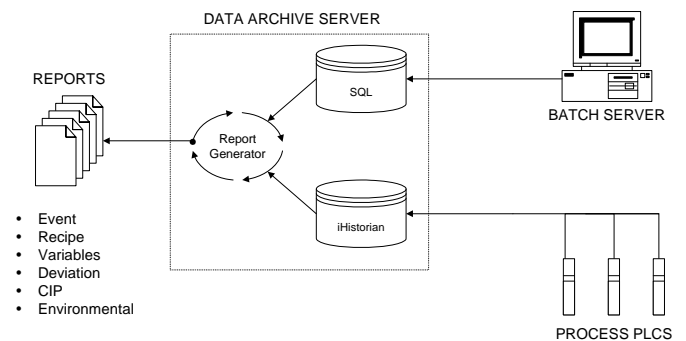 DATA ARCHIVE SERVER
REPORTS
SQL
BATCH SERVER
Report
Generator
iHistorian
• Event
• Recipe
• Variables
• Deviation
• CIP
• Environmental
PROCESS PLCS